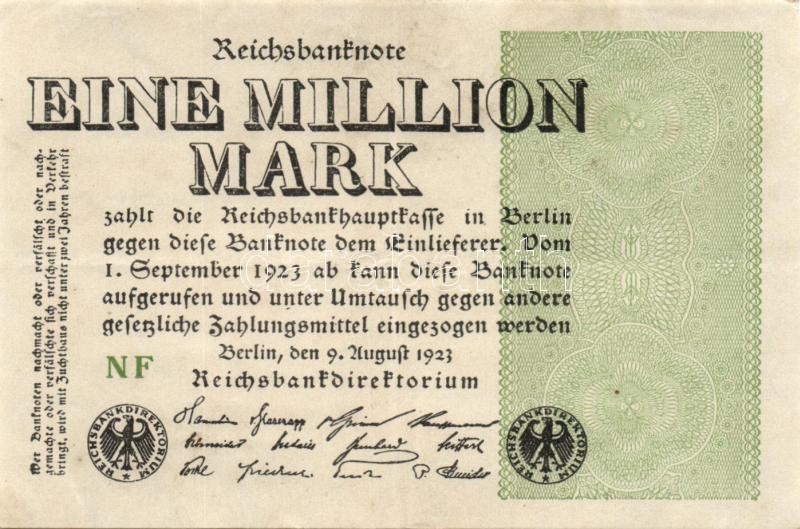 Reichsbanknote
EINE MILLION
MARK
zahlt die Reichsbankhauptkasse in Berlin
gegen diese Banknote dem Einlieferer. Vom
1. September 1923 ab kann diese Banknote
aufgerufen und unter Umtausch gegen andere
gesetzliche Zahlungsmittel eingezogen werden
Berlin, den 9. August 1923
Reichsbankdirektorium
NF
Wer Banknoten nachmacht oder verfälscht oder nach-
gemachte oder verfälschte sich verschafft und in Verkehr
bringt, wird mit Zuchthaus nicht unter zwei Jahren bestraft
REICHSBANKDIREKTORIUM
REICHSBANKDIREKTORIUM